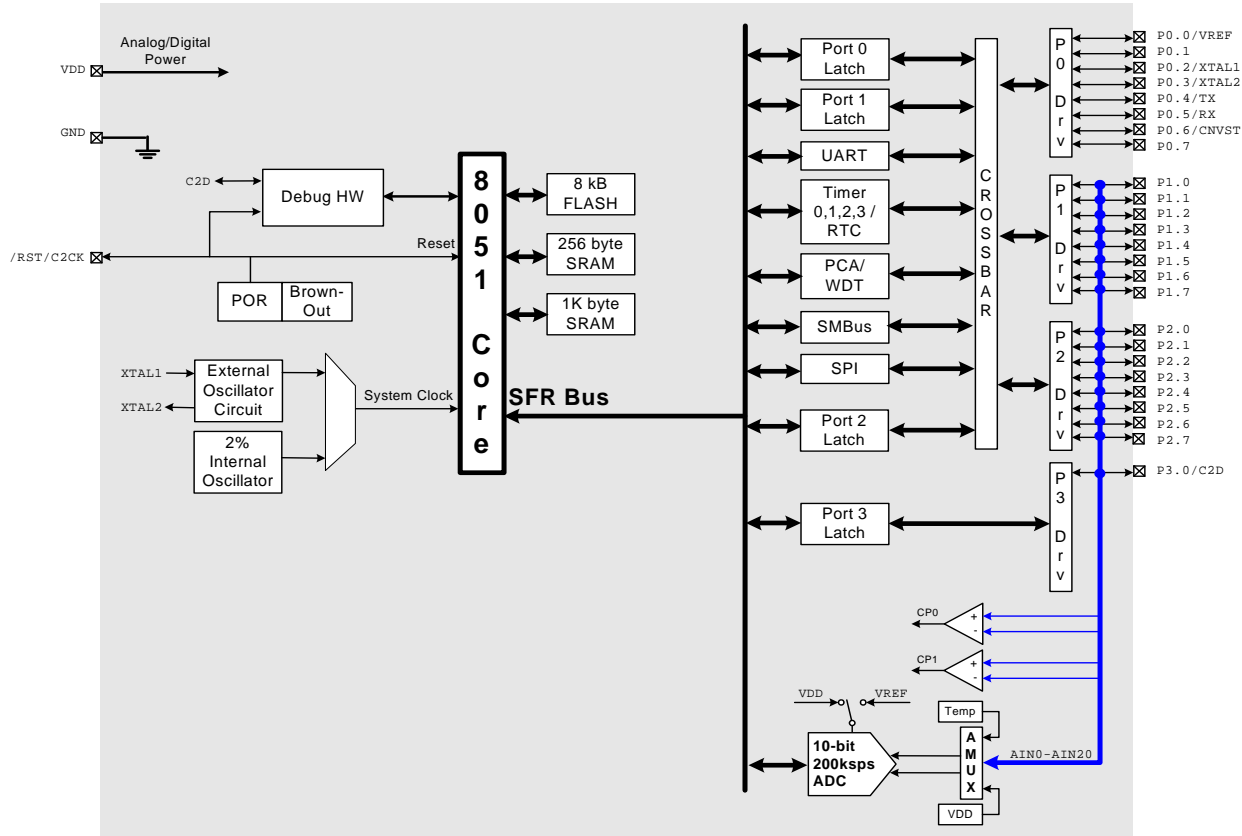 Analog/Digital
Power
VDD
GND
C2D
Debug HW
Reset
/RST/C2CK
POR
Brown-
Out
XTAL1
XTAL2
External
Oscillator
Circuit
2%
Internal
Oscillator
System Clock
8
0
5
1
C
o
r
e
8 kB
FLASH
256 byte
SRAM
1K byte
SRAM
SFR Bus
Port 0
Latch
Port 1
Latch
UART
Timer
0,1,2,3 /
RTC
PCA/
WDT
SMBus
SPI
Port 2
Latch
Port 3
Latch
C
R
O
S
S
B
A
R
P
0
D
r
v
P
1
D
r
v
P
2
D
r
v
P
3
D
r
v
P0.0/VREF
P0.1
P0.2/XTAL1
P0.3/XTAL2
P0.4/TX
P0.5/RX
P0.6/CNVST
P0.7
P1.0
P1.1
P1.2
P1.3
P1.4
P1.5
P1.6
P1.7
P2.0
P2.1
P2.2
P2.3
P2.4
P2.5
P2.6
P2.7
P3.0/C2D
CP0
+
-
CP1
+
-
VDD
VREF
Temp
10-bit
200ksps
ADC
A
M
U
X
AIN0-AIN20
VDD